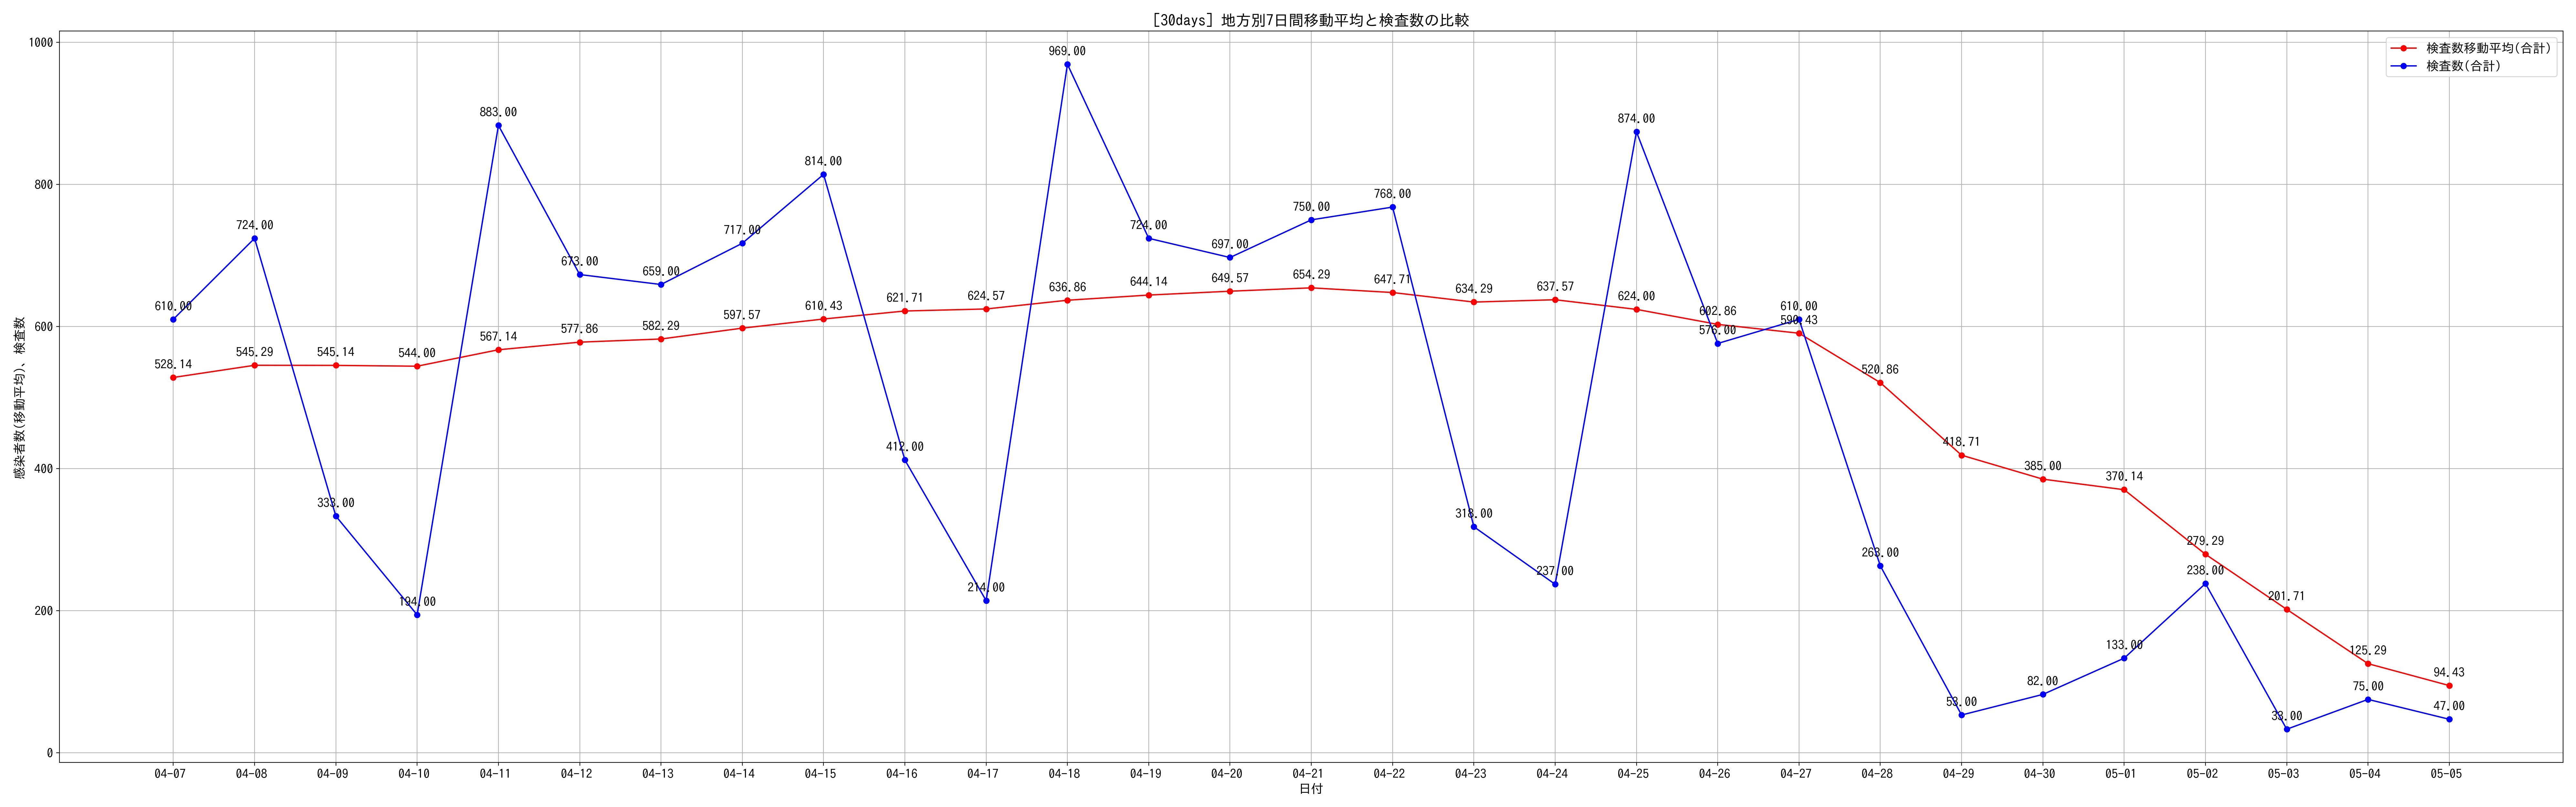 [30days] 地方別7日間移動平均と検査数の比較
検査数移動平均(合計)
検査数(合計)
感染者数(移動平均)、検査数
1000
800
600
400
200
0
610.00 724.00 333.00 194.00 883.00 673.00 659.00 717.00 814.00 412.00 214.00 969.00 724.00 697.00 750.00 768.00 318.00 237.00 874.00 576.00 610.00 263.00 53.00 82.00 133.00 238.00 33.00 75.00 47.00
528.14 545.29 545.14 544.00 567.14 577.86 582.29 597.57 610.43 621.71 624.57 636.86 644.14 649.57 654.29 647.71 634.29 637.57 624.00 602.86 590.43 520.86 418.71 385.00 370.14 279.29 201.71 125.29 94.43
04-07 04-08 04-09 04-10 04-11 04-12 04-13 04-14 04-15 04-16 04-17 04-18 04-19 04-20 04-21 04-22 04-23 04-24 04-25 04-26 04-27 04-28 04-29 04-30 05-01 05-02 05-03 05-04 05-05
日付